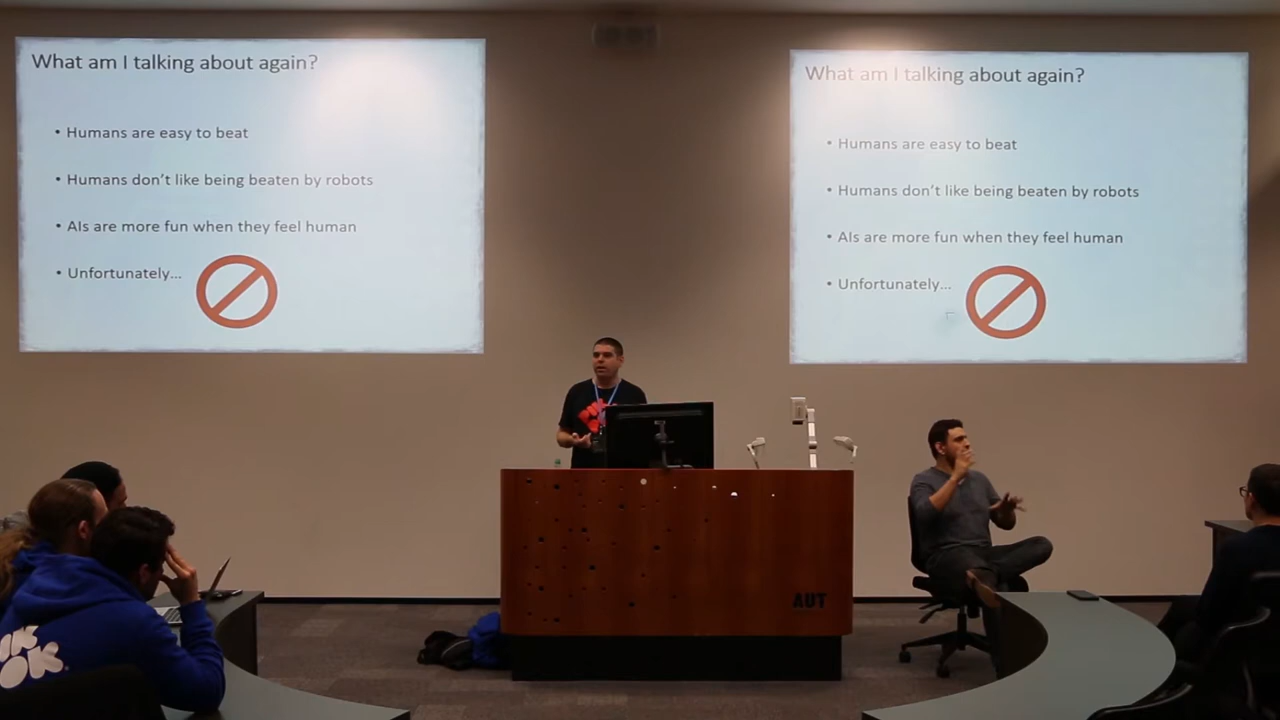 What am I talking about again?
• Humans are easy to beat
• Humans don't like being beaten by robots
• AIs are more fun when they feel human
• Unfortunately...
What am I talking about again?
• Humans are easy to beat
• Humans don't like being beaten by robots
• AIs are more fun when they feel human
• Unfortunately...
AUT